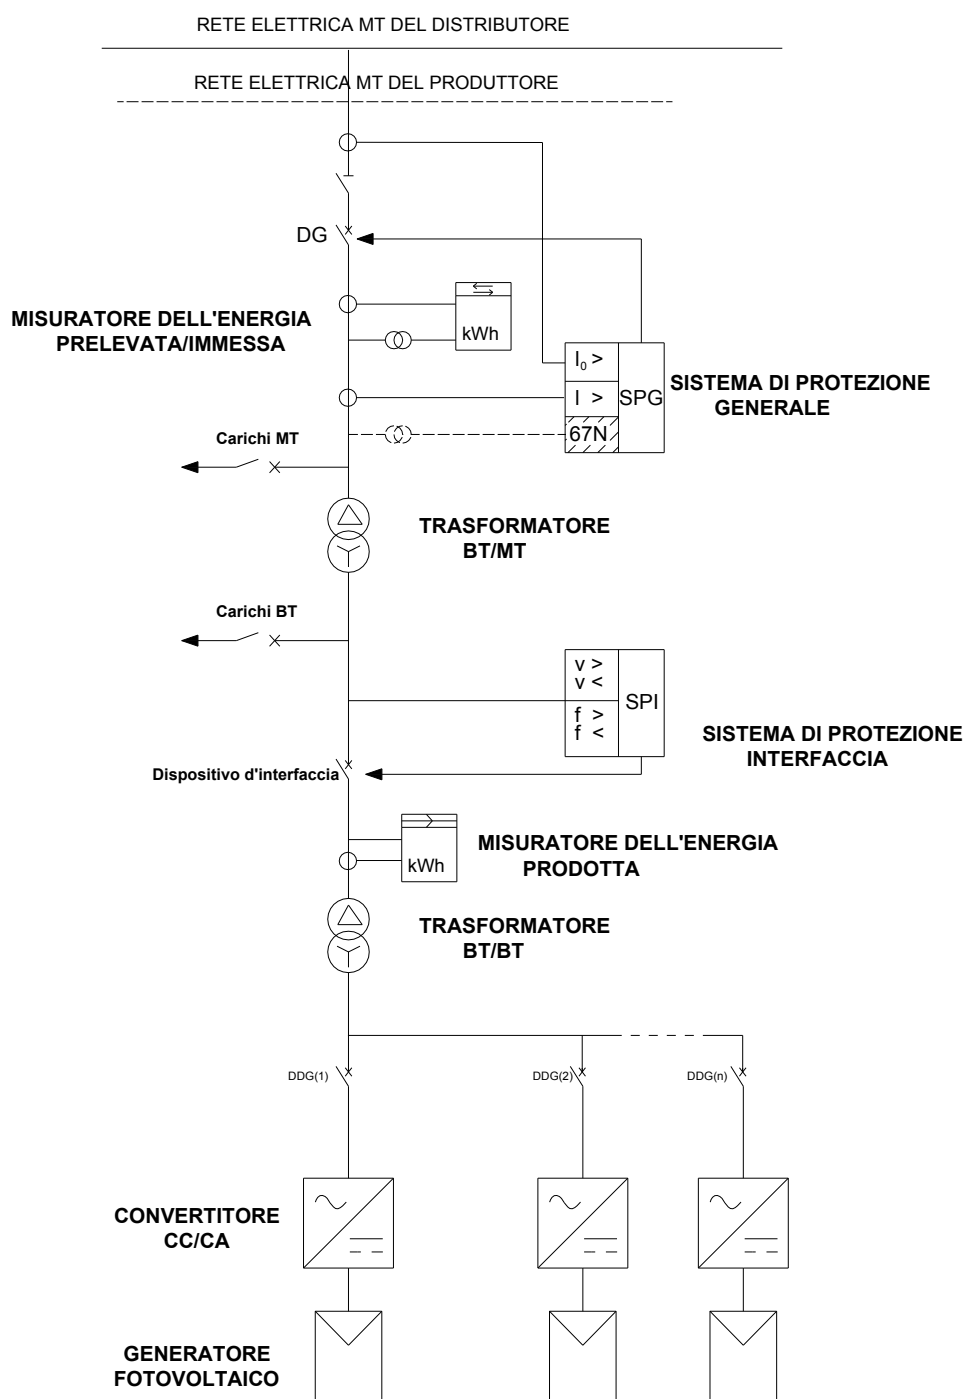 RETE ELETTRICA MT DEL DISTRIBUTORE
RETE ELETTRICA MT DEL PRODUTTORE
DG
MISURATORE DELL'ENERGIA
PRELEVATA/IMMESSA
kWh
I₀ >
I >
67N
SPG
SISTEMA DI PROTEZIONE
GENERALE
Carichi MT
TRASFORMATORE
BT/MT
Carichi BT
v >
v <
f >
f <
SPI
SISTEMA DI PROTEZIONE
INTERFACCIA
Dispositivo d'interfaccia
kWh
MISURATORE DELL'ENERGIA
PRODOTTA
TRASFORMATORE
BT/BT
DDG(1)
DDG(2)
DDG(n)
CONVERTITORE
CC/CA
GENERATORE
FOTOVOLTAICO